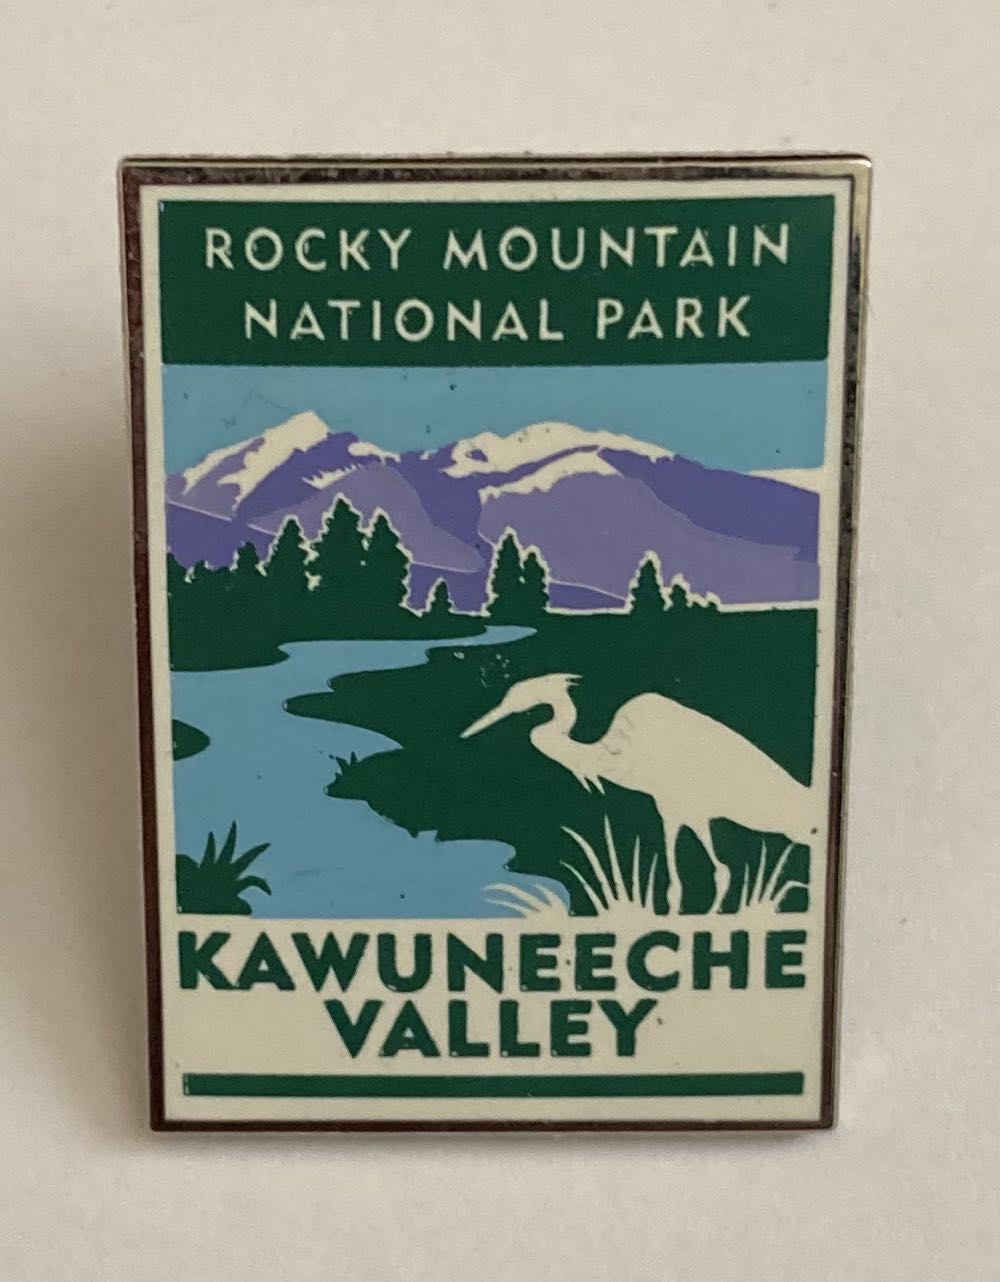 ROCKY MOUNTAIN
NATIONAL PARK
KAWUNEECHE
VALLEY